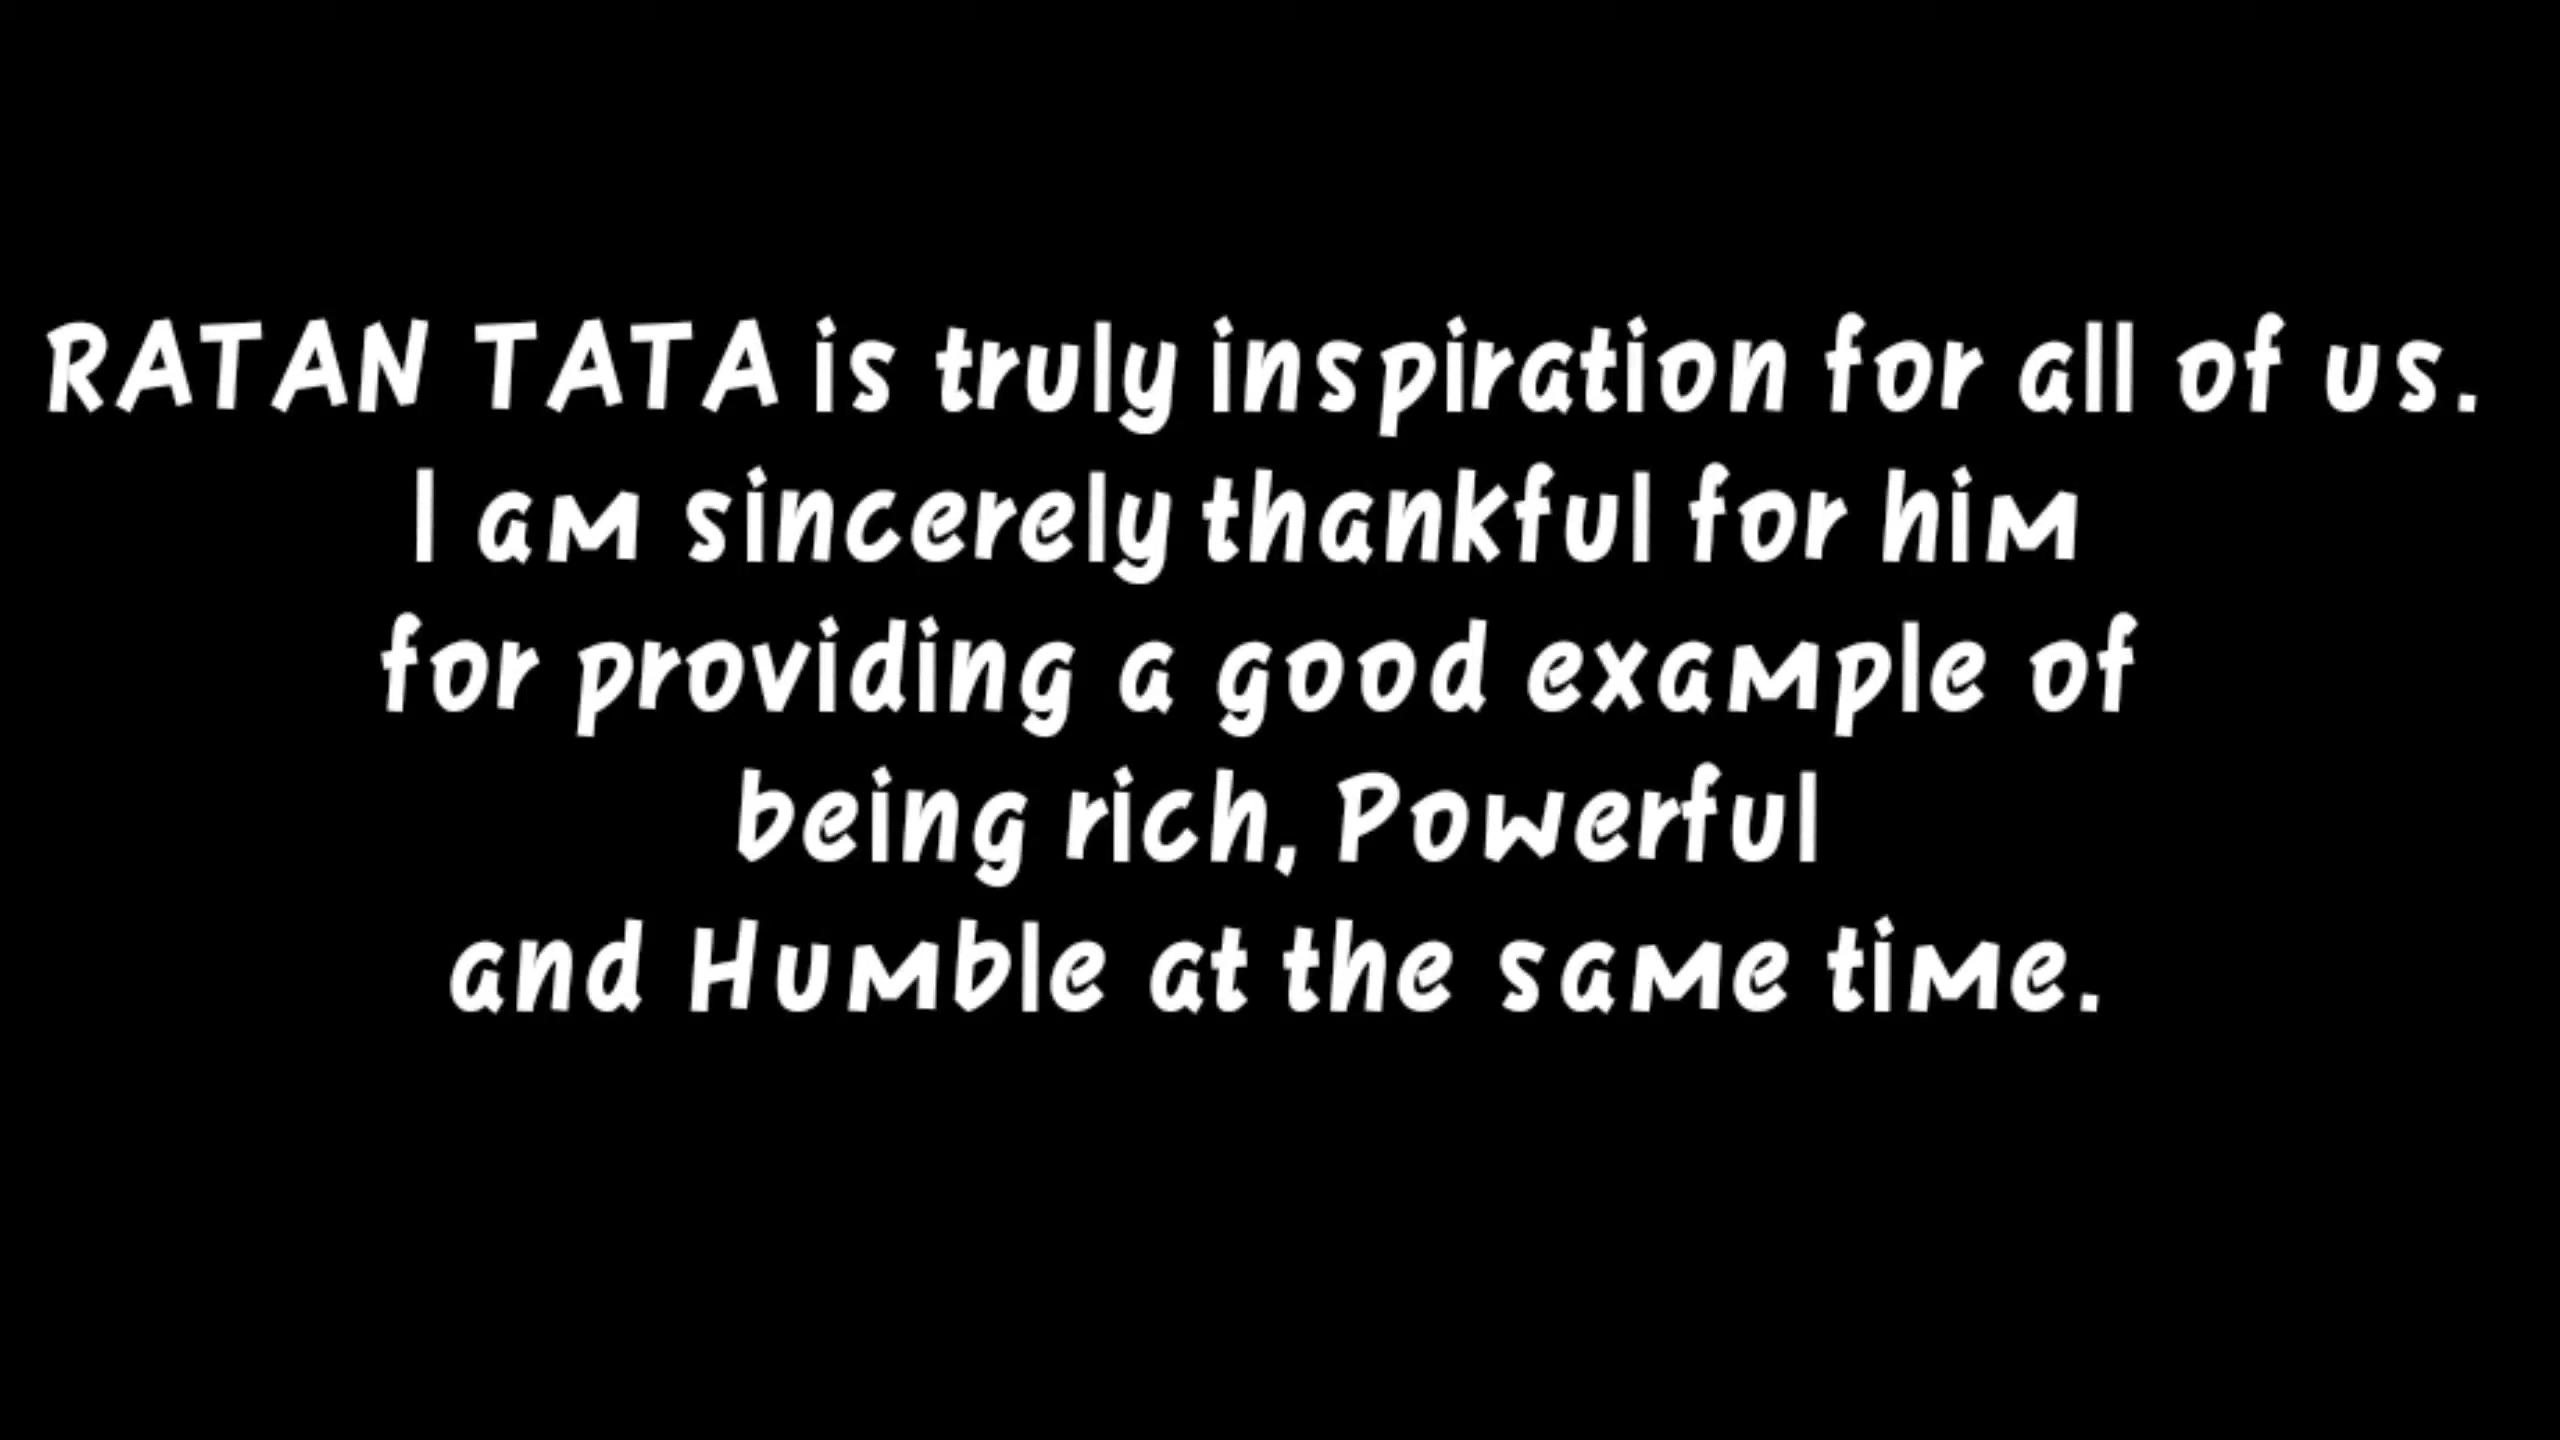 RATAN TATA is truly inspiration for all of us.
I am sincerely thankful for him
for providing a good example of
being rich, Powerful
and Humble at the same time.